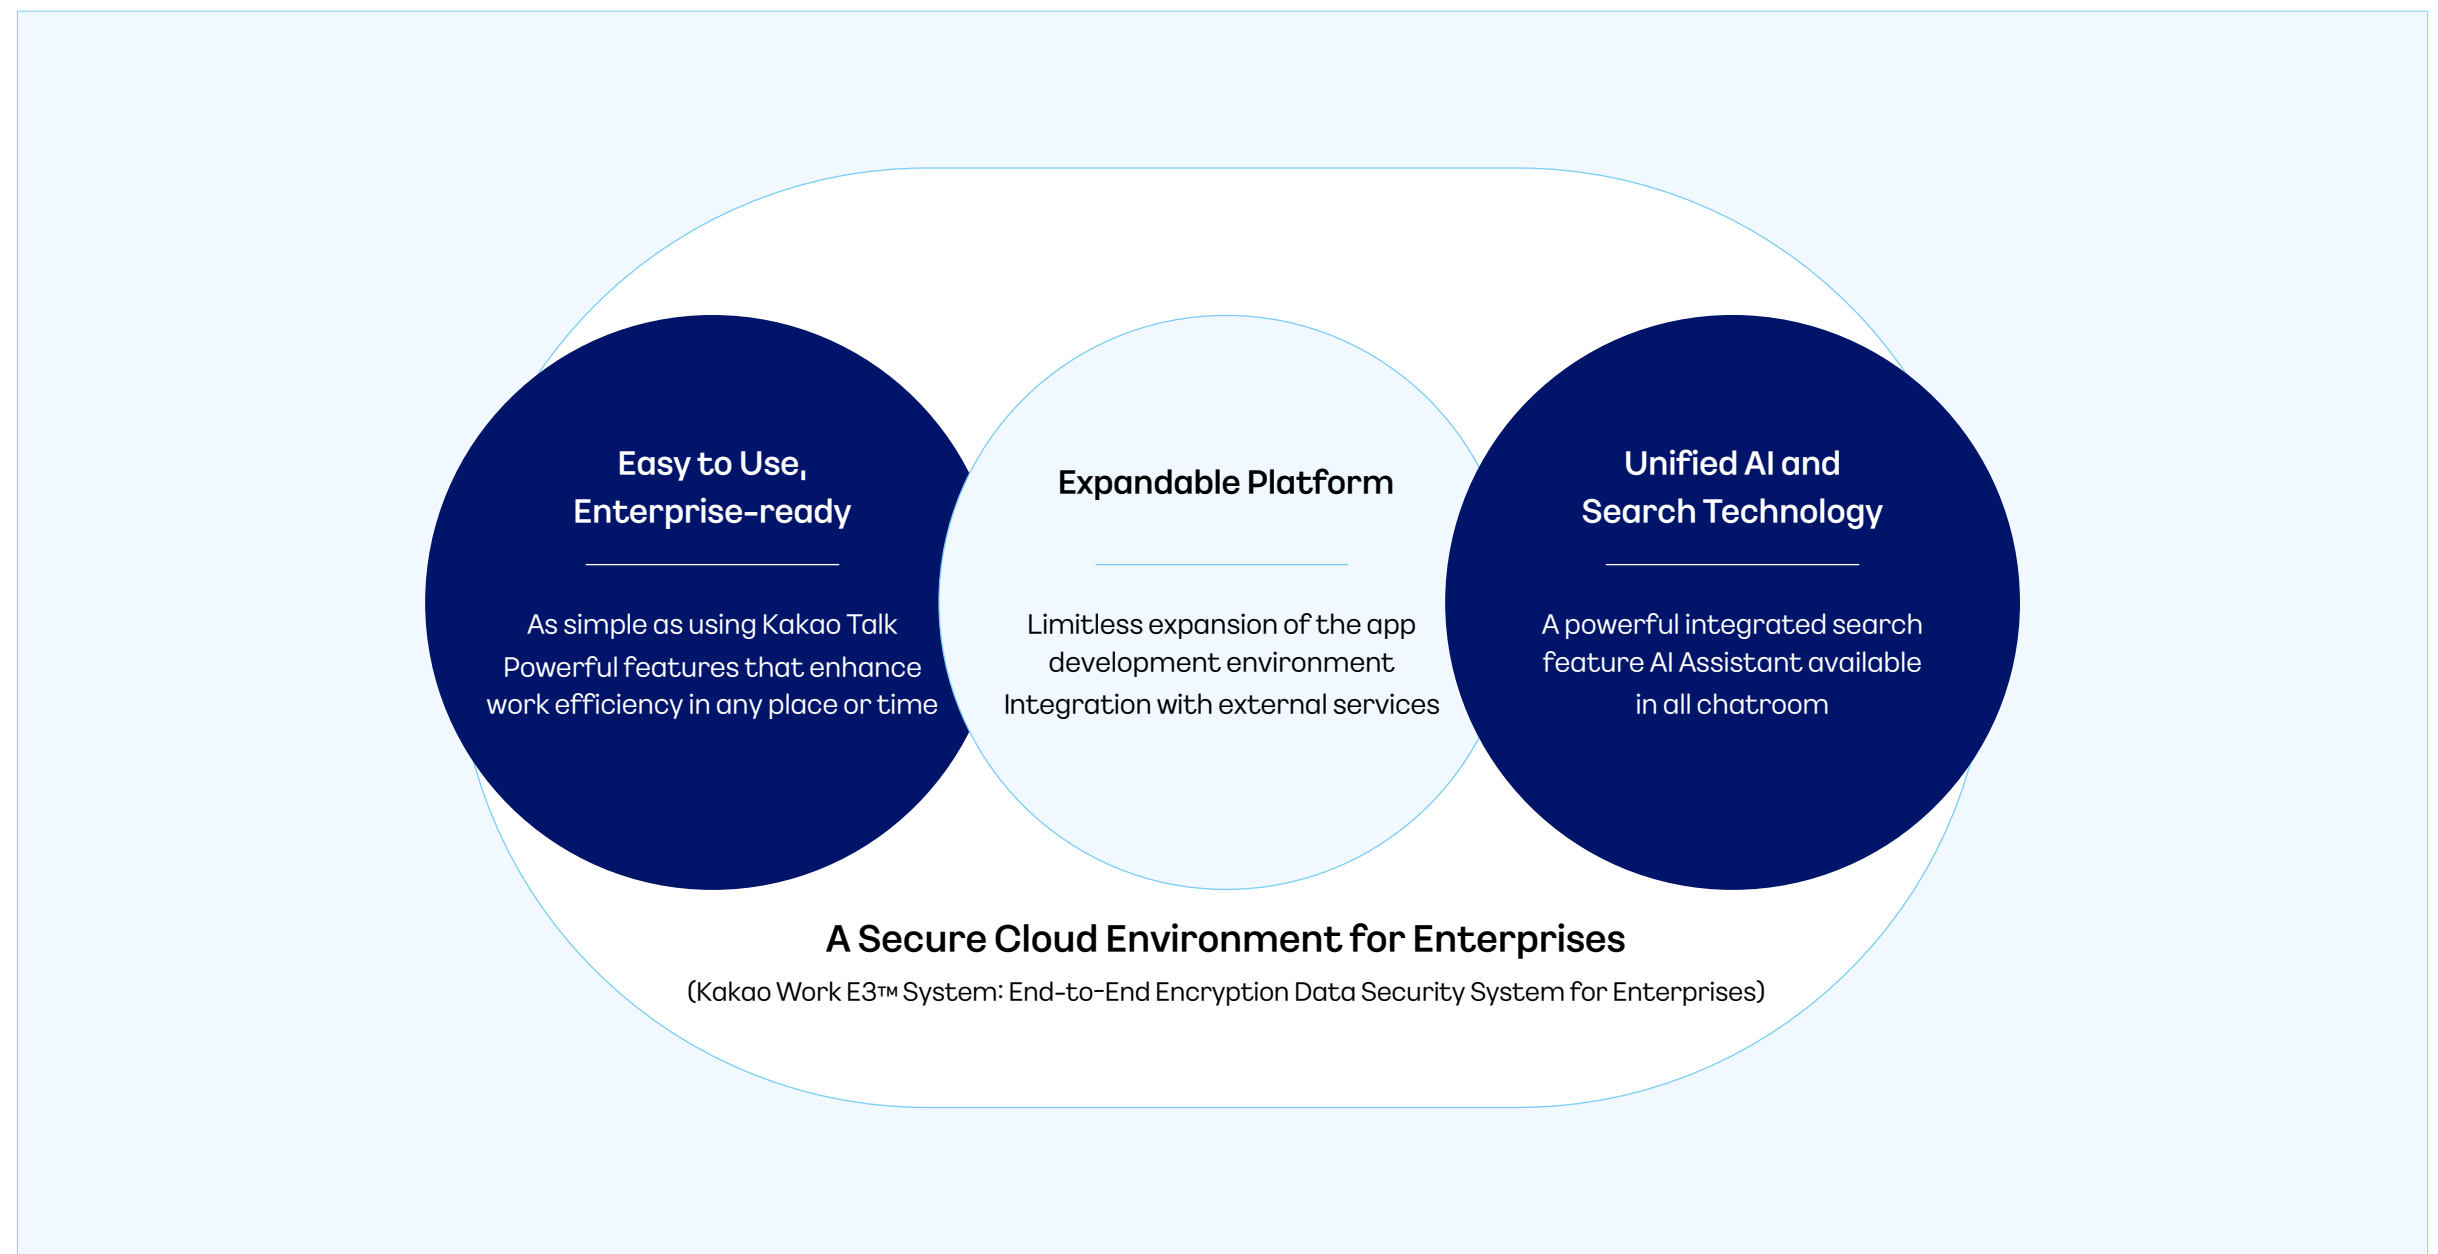 Easy to Use,
Enterprise-ready
As simple as using Kakao Talk
Powerful features that enhance
work efficiency in any place or time
Expandable Platform
Limitless expansion of the app
development environment
Integration with external services
Unified AI and
Search Technology
A powerful integrated search
feature AI Assistant available
in all chatroom
A Secure Cloud Environment for Enterprises
(Kakao Work E3™ System: End-to-End Encryption Data Security System for Enterprises)